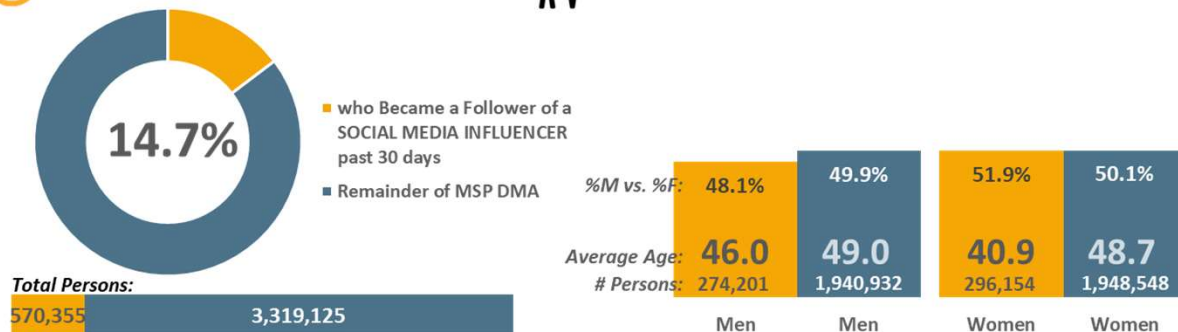 14.7%
who Became a Follower of a
SOCIAL MEDIA INFLUENCER
past 30 days
Remainder of MSP DMA
Total Persons:
570,355 3,319,125
%M vs. %F: 48.1% 49.9% 51.9% 50.1%
Average Age: 46.0 49.0 40.9 48.7
# Persons: 274,201 1,940,932 296,154 1,948,548
Men Men Women Women